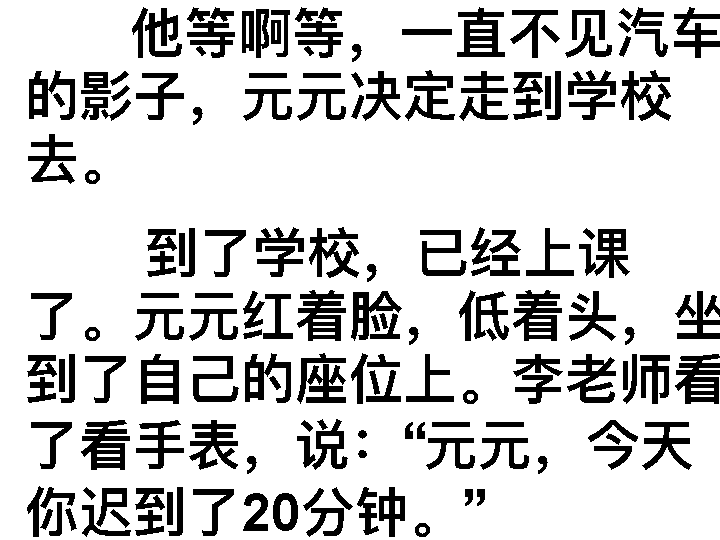 他等啊等，一直不见汽车
的影子，元元决定走到学校
去。
到了学校，已经上课
了。元元红着脸，低着头，坐
到了自己的座位上。李老师看
了看手表，说：“元元，今天
你迟到了20分钟。”